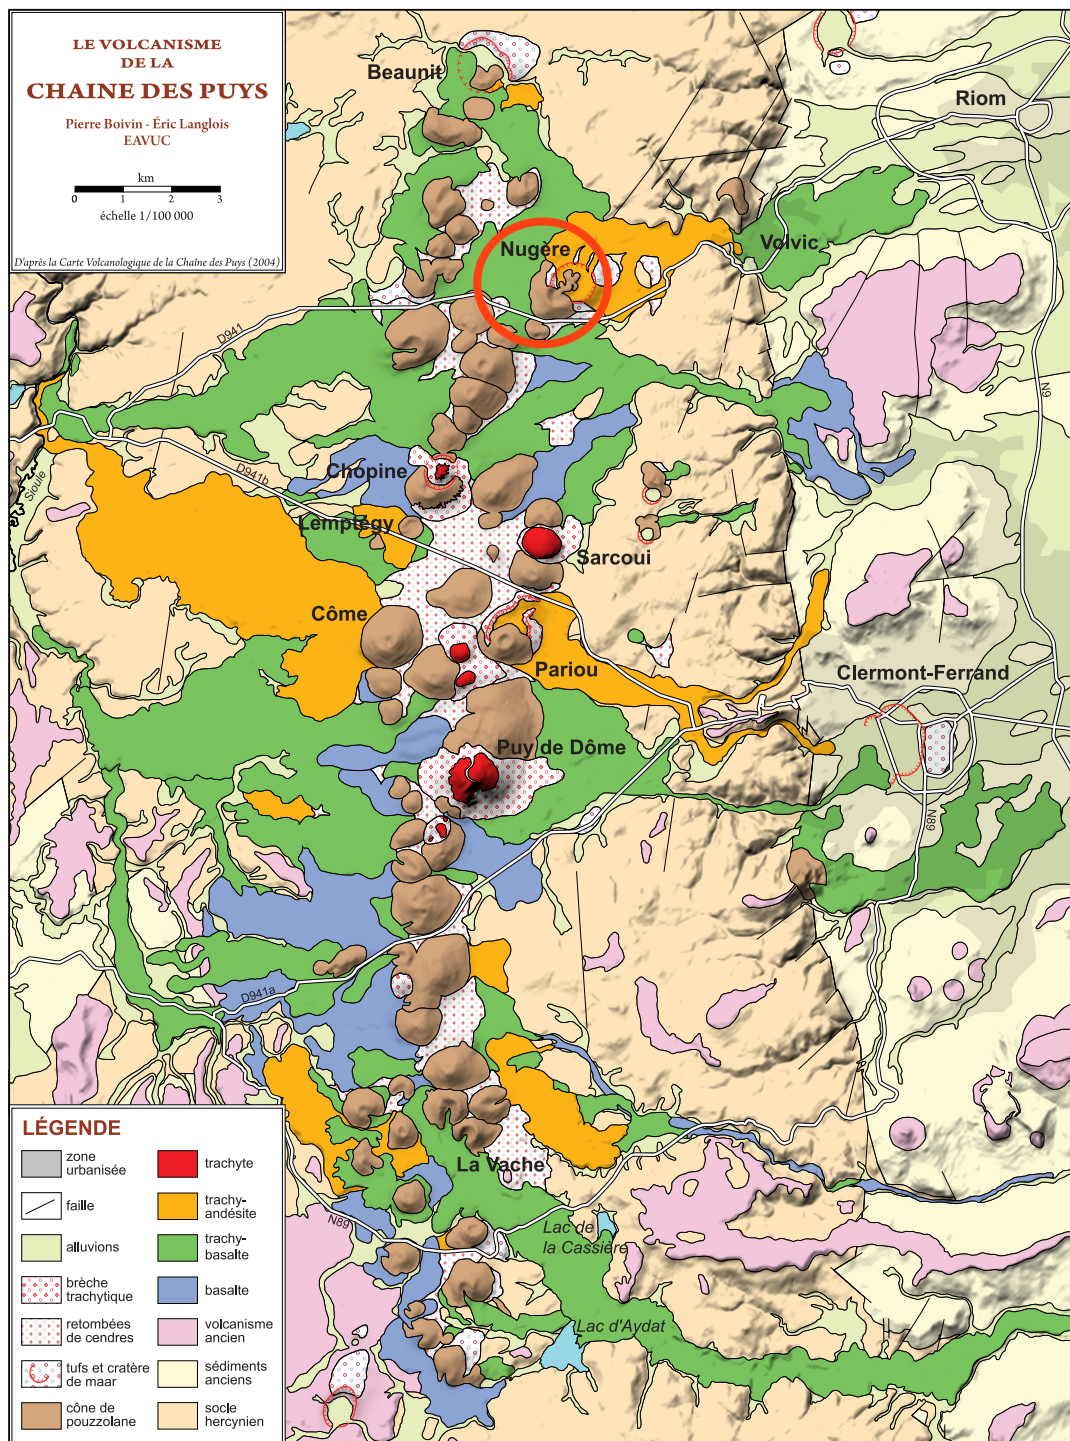 LE VOLCANISME
DE LA
CHAINE DES PUYS
Pierre Boivin - Éric Langlois
EAVUC
km
0 1 2 3
échelle 1/100 000
D'après la Carte Volcanologique de la Chaîne des Puys (2004)
Beaunit
Riom
Nugère
Volvic
D941
N9
Chopine
D941b
Sioule
Lemptégy
Sarcoui
Côme
Pariou
Clermont-Ferrand
Puy de Dôme
N89
D941a
La Vache
N89
Lac de
la Cassière
Lac d'Aydat
LÉGENDE
zone
urbanisée
faille
alluvions
brèche
trachytique
retombées
de cendres
tufs et cratère
de maar
cône de
pouzzolane
trachyte
trachy-
andésite
trachy-
basalte
basalte
volcanisme
ancien
sédiments
anciens
socle
hercynien